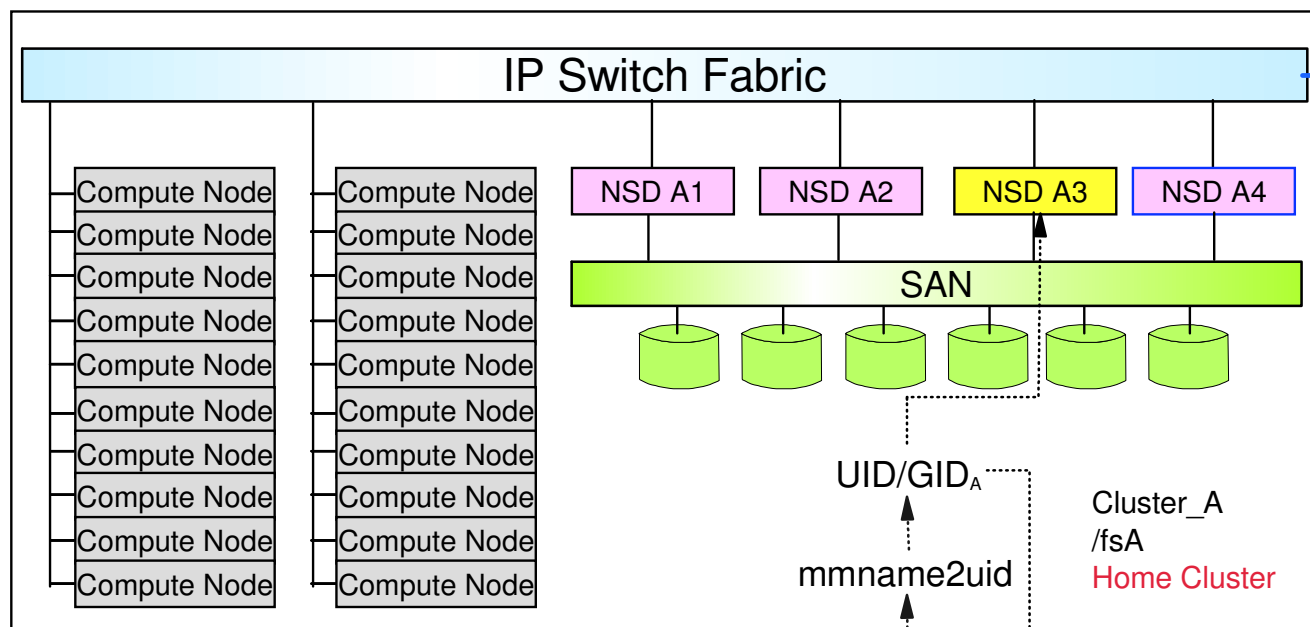 IP Switch Fabric
Compute Node Compute Node NSD A1 NSD A2 NSD A3 NSD A4
Compute Node Compute Node
Compute Node Compute Node
SAN
Compute Node Compute Node
Compute Node Compute Node
Compute Node Compute Node
Compute Node Compute Node
UID/GIDA
Compute Node Compute Node
Cluster_A
Compute Node Compute Node
/fsA
mmname2uid
Compute Node Compute Node
Home Cluster